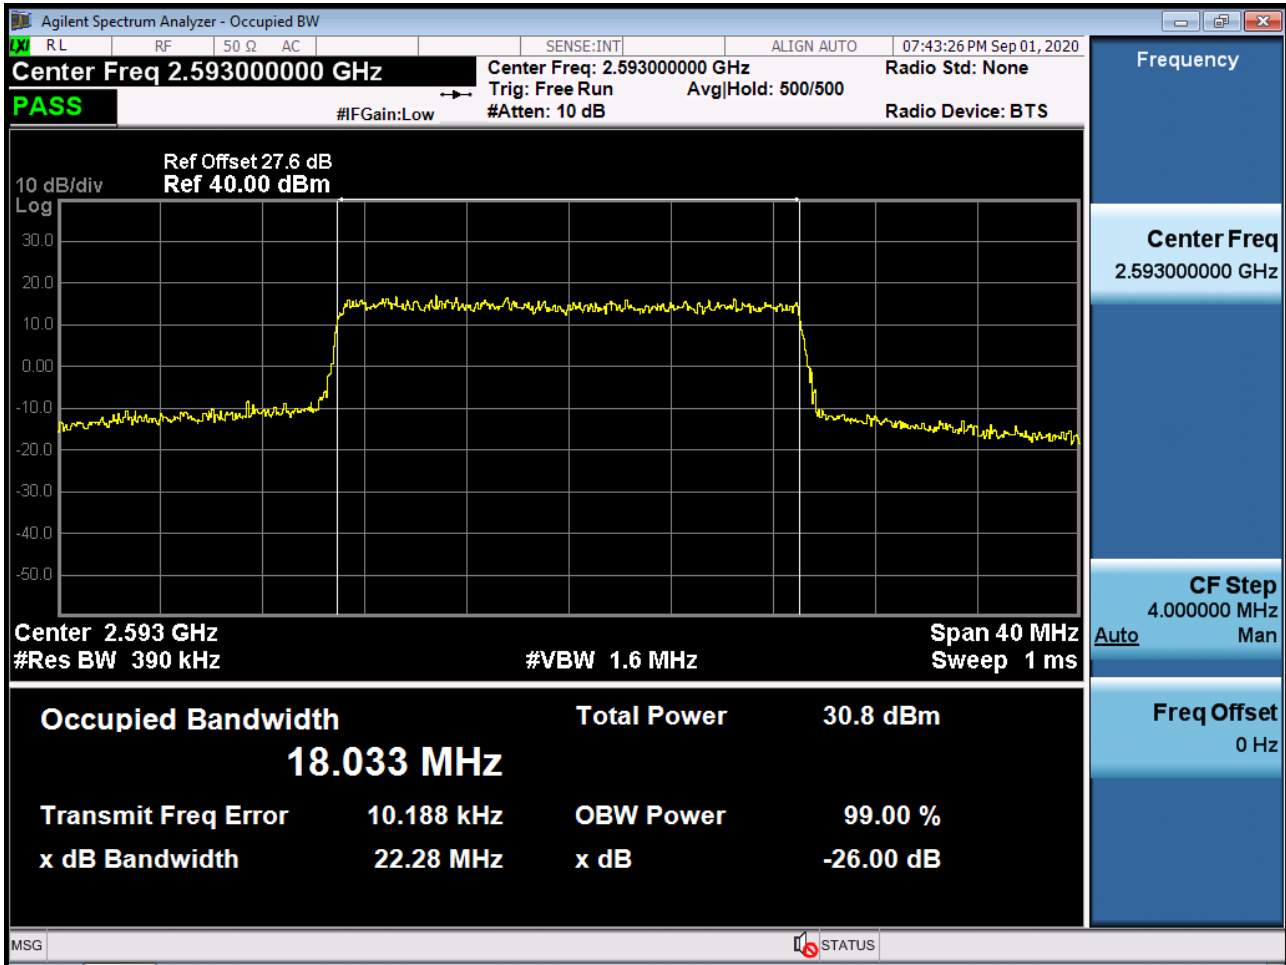 Agilent Spectrum Analyzer - Occupied BW
LXI RL RF 50 Ω AC SENSE:INT ALIGN AUTO 07:43:26 PM Sep 01, 2020
Center Freq 2.593000000 GHz
Center Freq: 2.593000000 GHz
Radio Std: None
Trig: Free Run Avg|Hold: 500/500
PASS
#IFGain:Low
#Atten: 10 dB
Radio Device: BTS
Ref Offset 27.6 dB
10 dB/div Ref 40.00 dBm
Log
30.0
20.0
10.0
0.00
-10.0
-20.0
-30.0
-40.0
-50.0
Center 2.593 GHz Span 40 MHz
#Res BW 390 kHz #VBW 1.6 MHz Sweep 1 ms
Occupied Bandwidth Total Power 30.8 dBm
18.033 MHz
Transmit Freq Error 10.188 kHz OBW Power 99.00 %
x dB Bandwidth 22.28 MHz x dB -26.00 dB
MSG STATUS
Frequency
Center Freq
2.593000000 GHz
CF Step
4.000000 MHz
Auto Man
Freq Offset
0 Hz